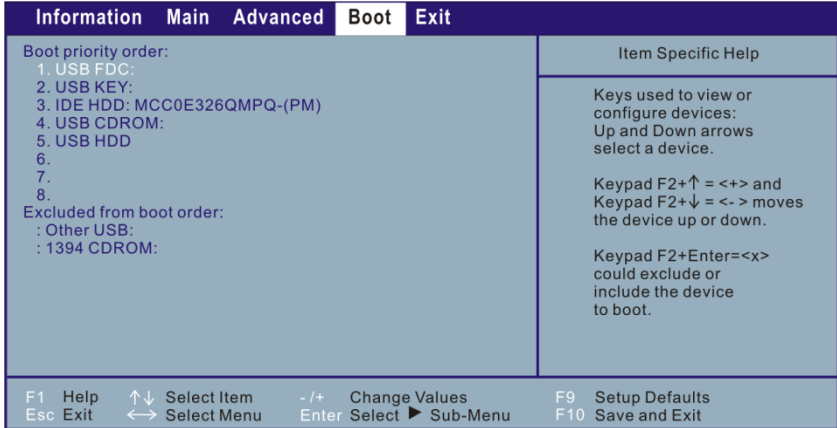 Information Main Advanced Boot Exit
Boot priority order:
1. USB FDC:
2. USB KEY:
3. IDE HDD: MCC0E326QMPQ-(PM)
4. USB CDROM:
5. USB HDD
6.
7.
8.
Excluded from boot order:
: Other USB:
: 1394 CDROM:
Item Specific Help
Keys used to view or
configure devices:
Up and Down arrows
select a device.
Keypad F2+↑ = <+> and
Keypad F2+↓ = <- > moves
the device up or down.
Keypad F2+Enter=<x>
could exclude or
include the device
to boot.
F1 Help ↑↓ Select Item - /+ Change Values F9 Setup Defaults
Esc Exit ↔ Select Menu Enter Select ▶ Sub-Menu F10 Save and Exit